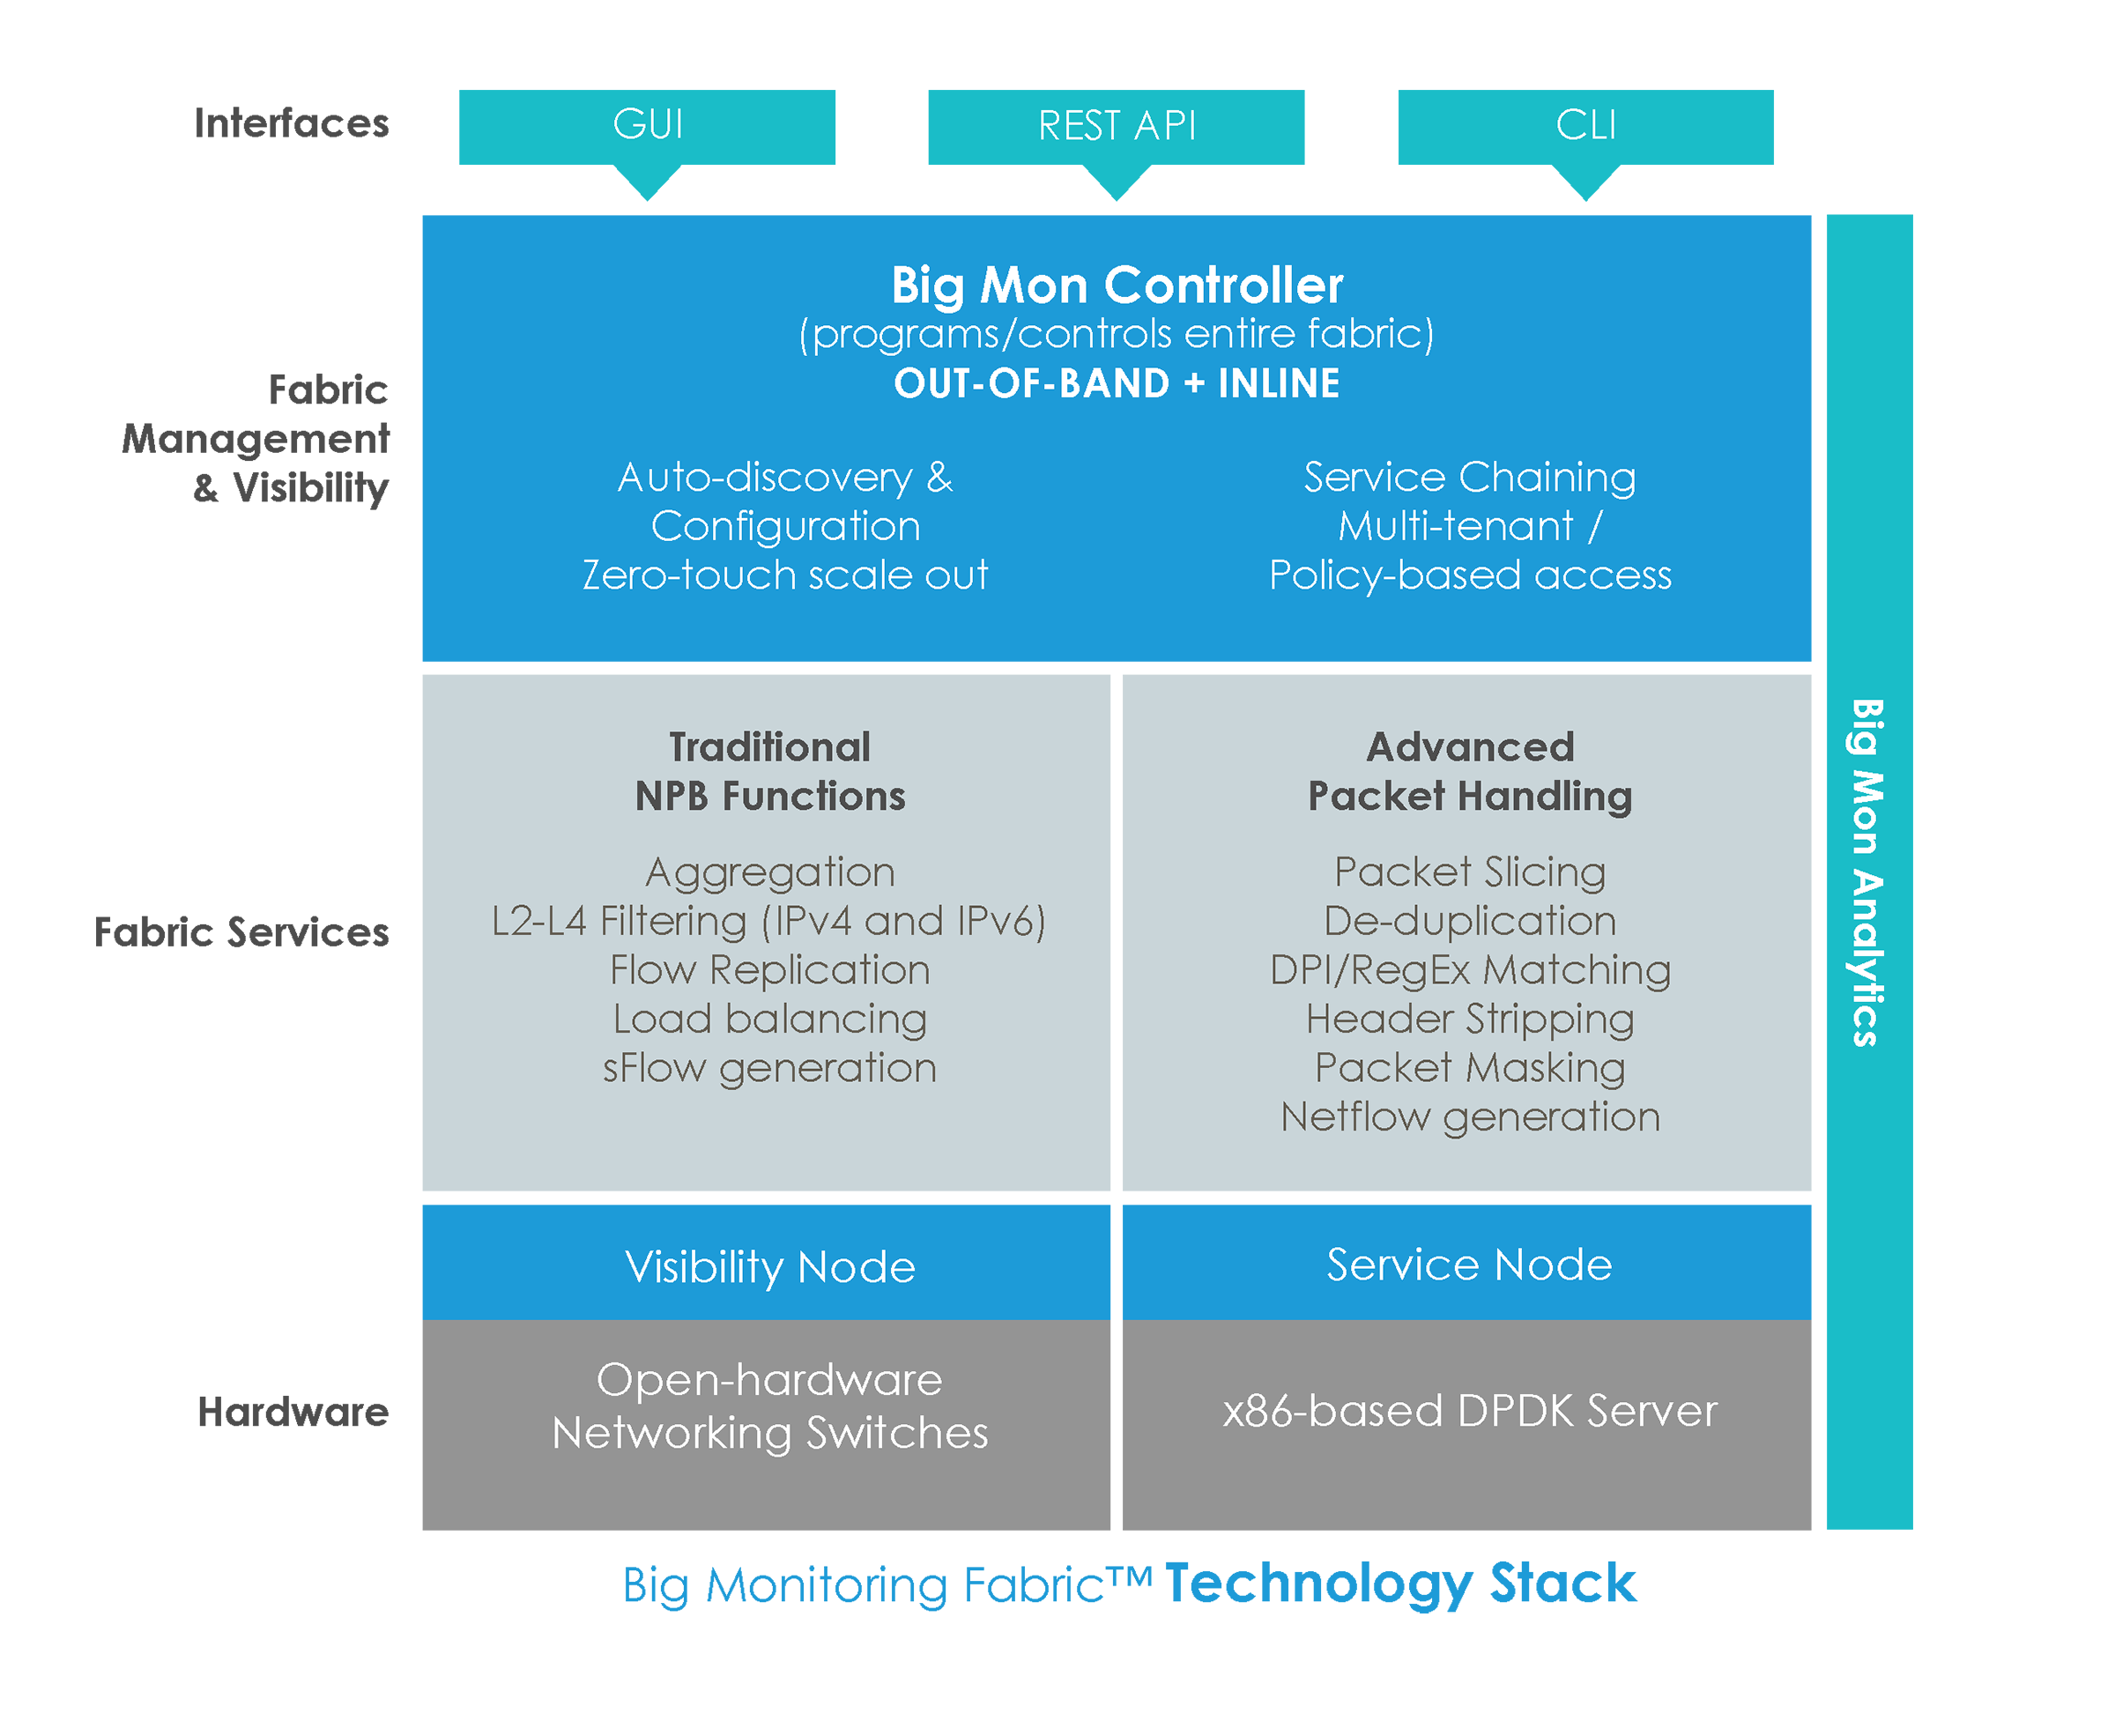 Interfaces
GUI
REST API
CLI
Fabric
Management
& Visibility
Big Mon Controller
(programs/controls entire fabric)
OUT-OF-BAND + INLINE
Auto-discovery &
Configuration
Zero-touch scale out
Service Chaining
Multi-tenant /
Policy-based access
Fabric Services
Traditional
NPB Functions
Aggregation
L2-L4 Filtering (IPv4 and IPv6)
Flow Replication
Load balancing
sFlow generation
Advanced
Packet Handling
Packet Slicing
De-duplication
DPI/RegEx Matching
Header Stripping
Packet Masking
Netflow generation
Visibility Node
Service Node
Hardware
Open-hardware
Networking Switches
x86-based DPDK Server
Big Mon Analytics
Big Monitoring Fabric™ Technology Stack